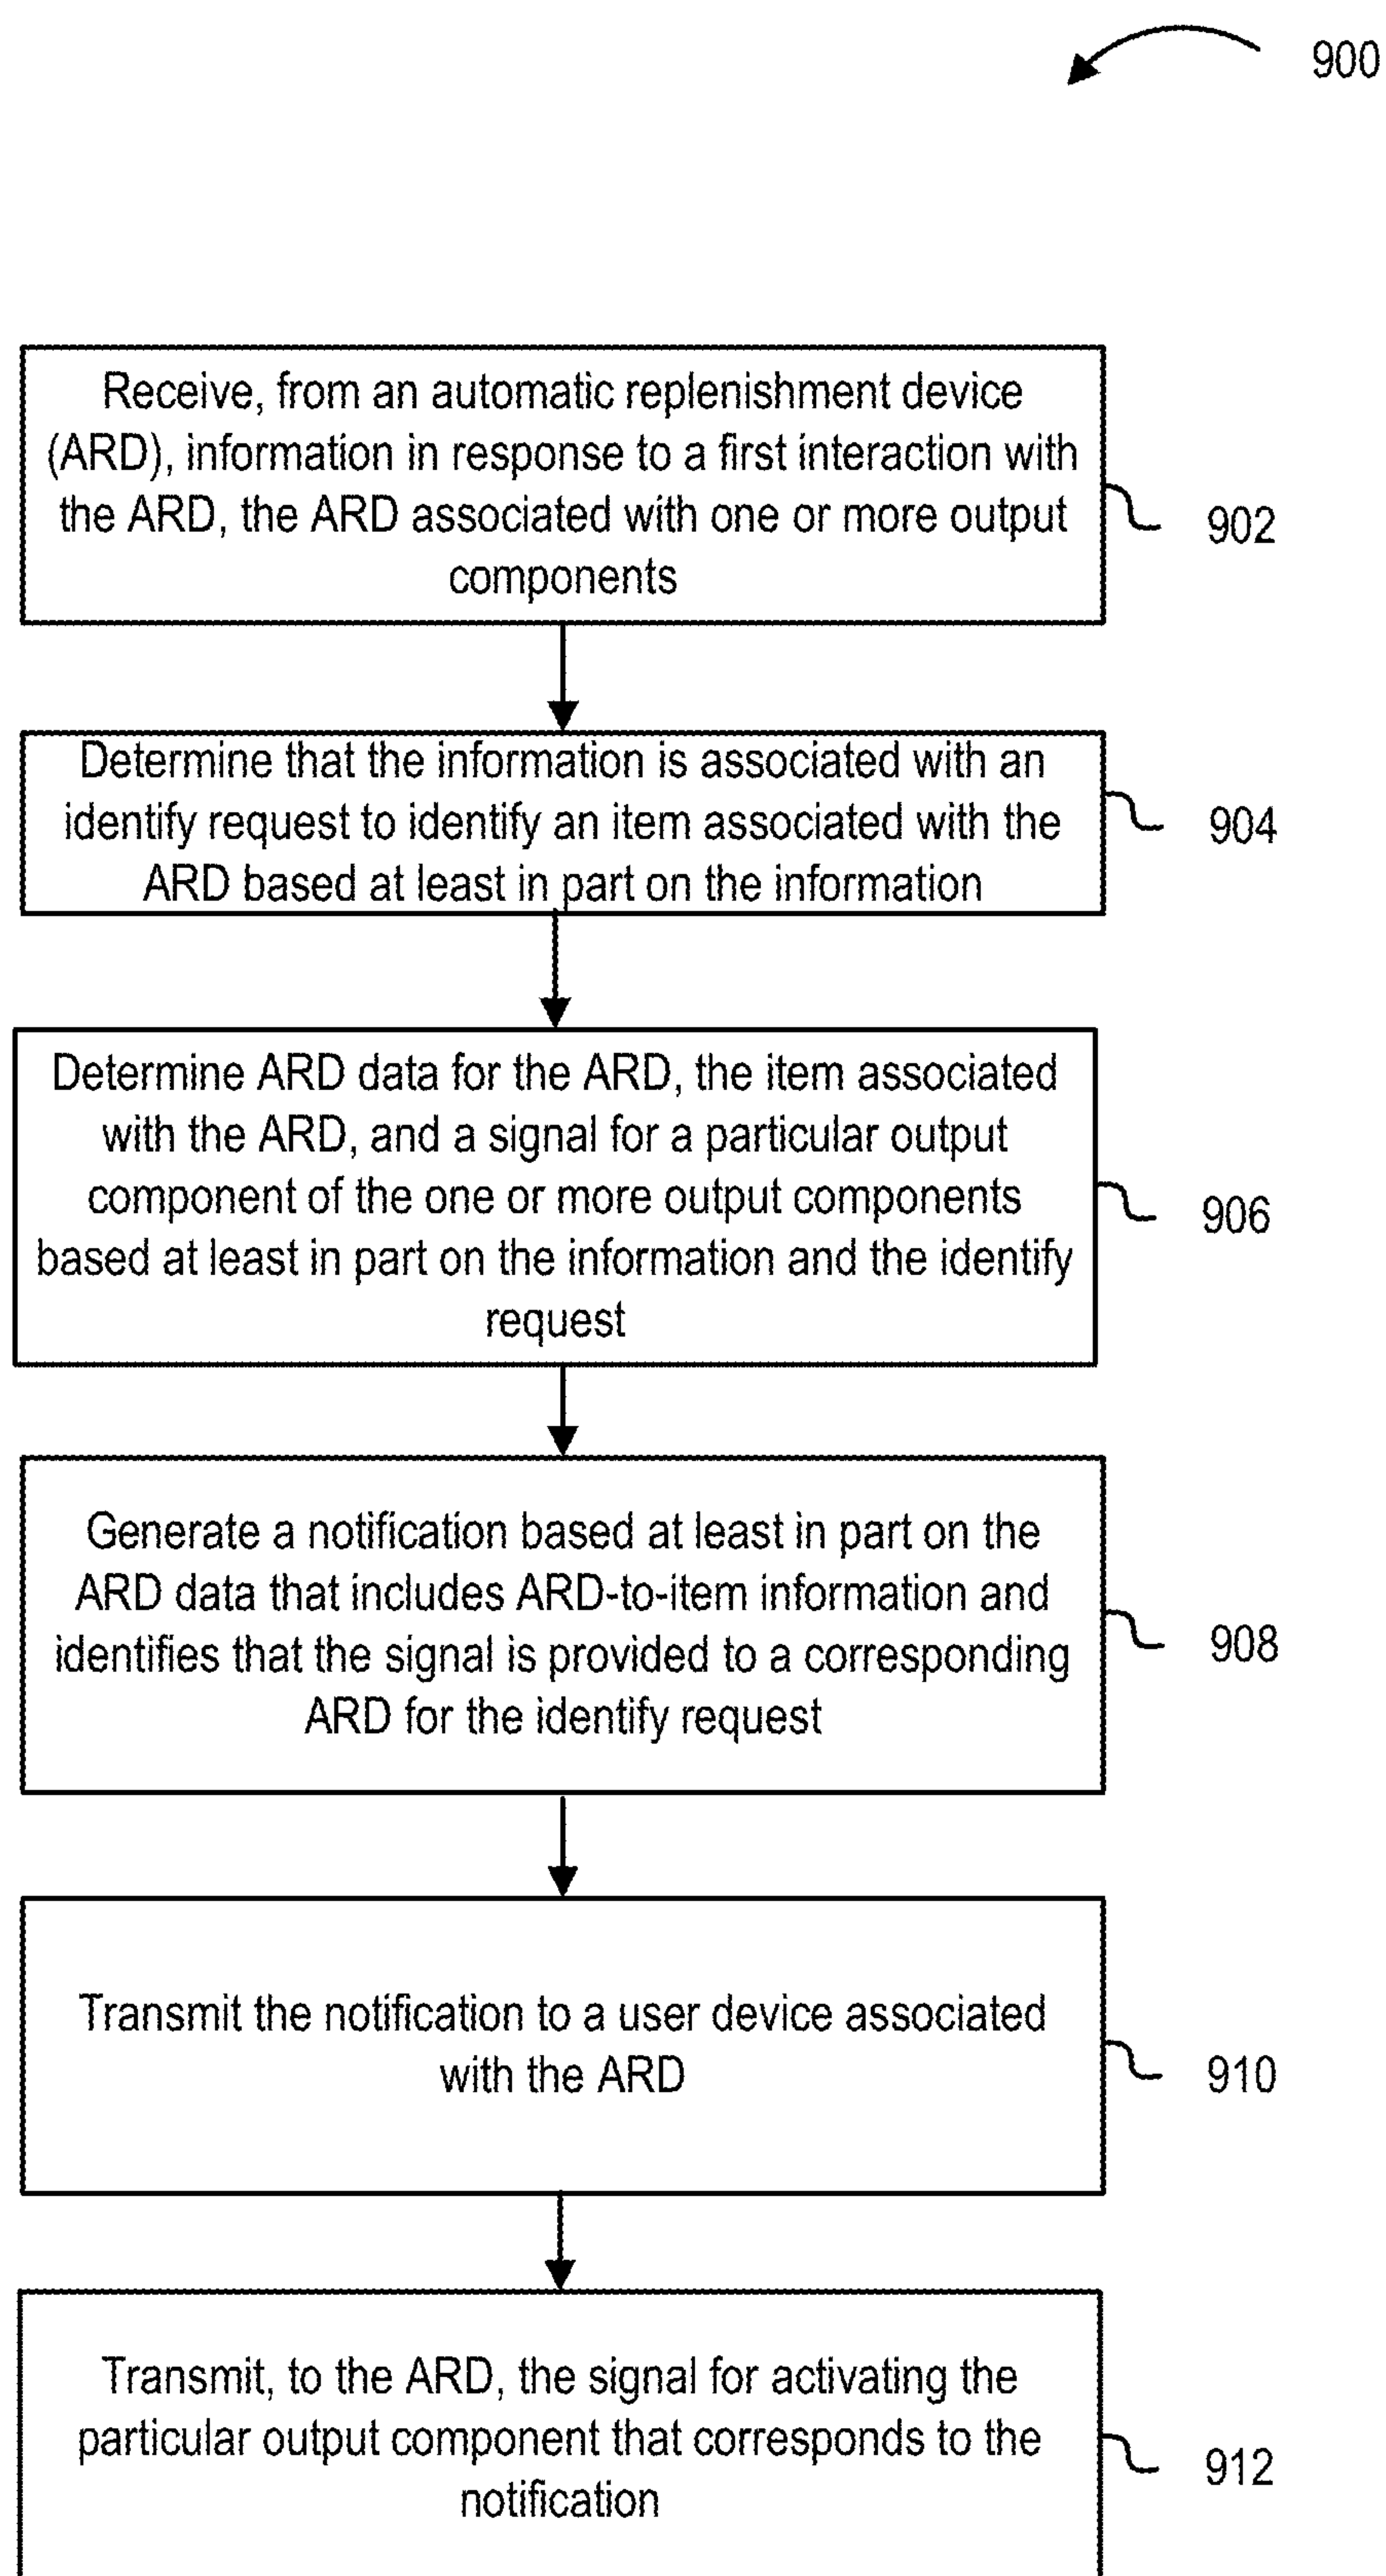 900
Receive, from an automatic replenishment device
(ARD), information in response to a first interaction with
the ARD, the ARD associated with one or more output
components
902
Determine that the information is associated with an
identify request to identify an item associated with the
ARD based at least in part on the information
904
Determine ARD data for the ARD, the item associated
with the ARD, and a signal for a particular output
component of the one or more output components
based at least in part on the information and the identify
request
906
Generate a notification based at least in part on the
ARD data that includes ARD-to-item information and
identifies that the signal is provided to a corresponding
ARD for the identify request
908
Transmit the notification to a user device associated
with the ARD
910
Transmit, to the ARD, the signal for activating the
particular output component that corresponds to the
notification
912